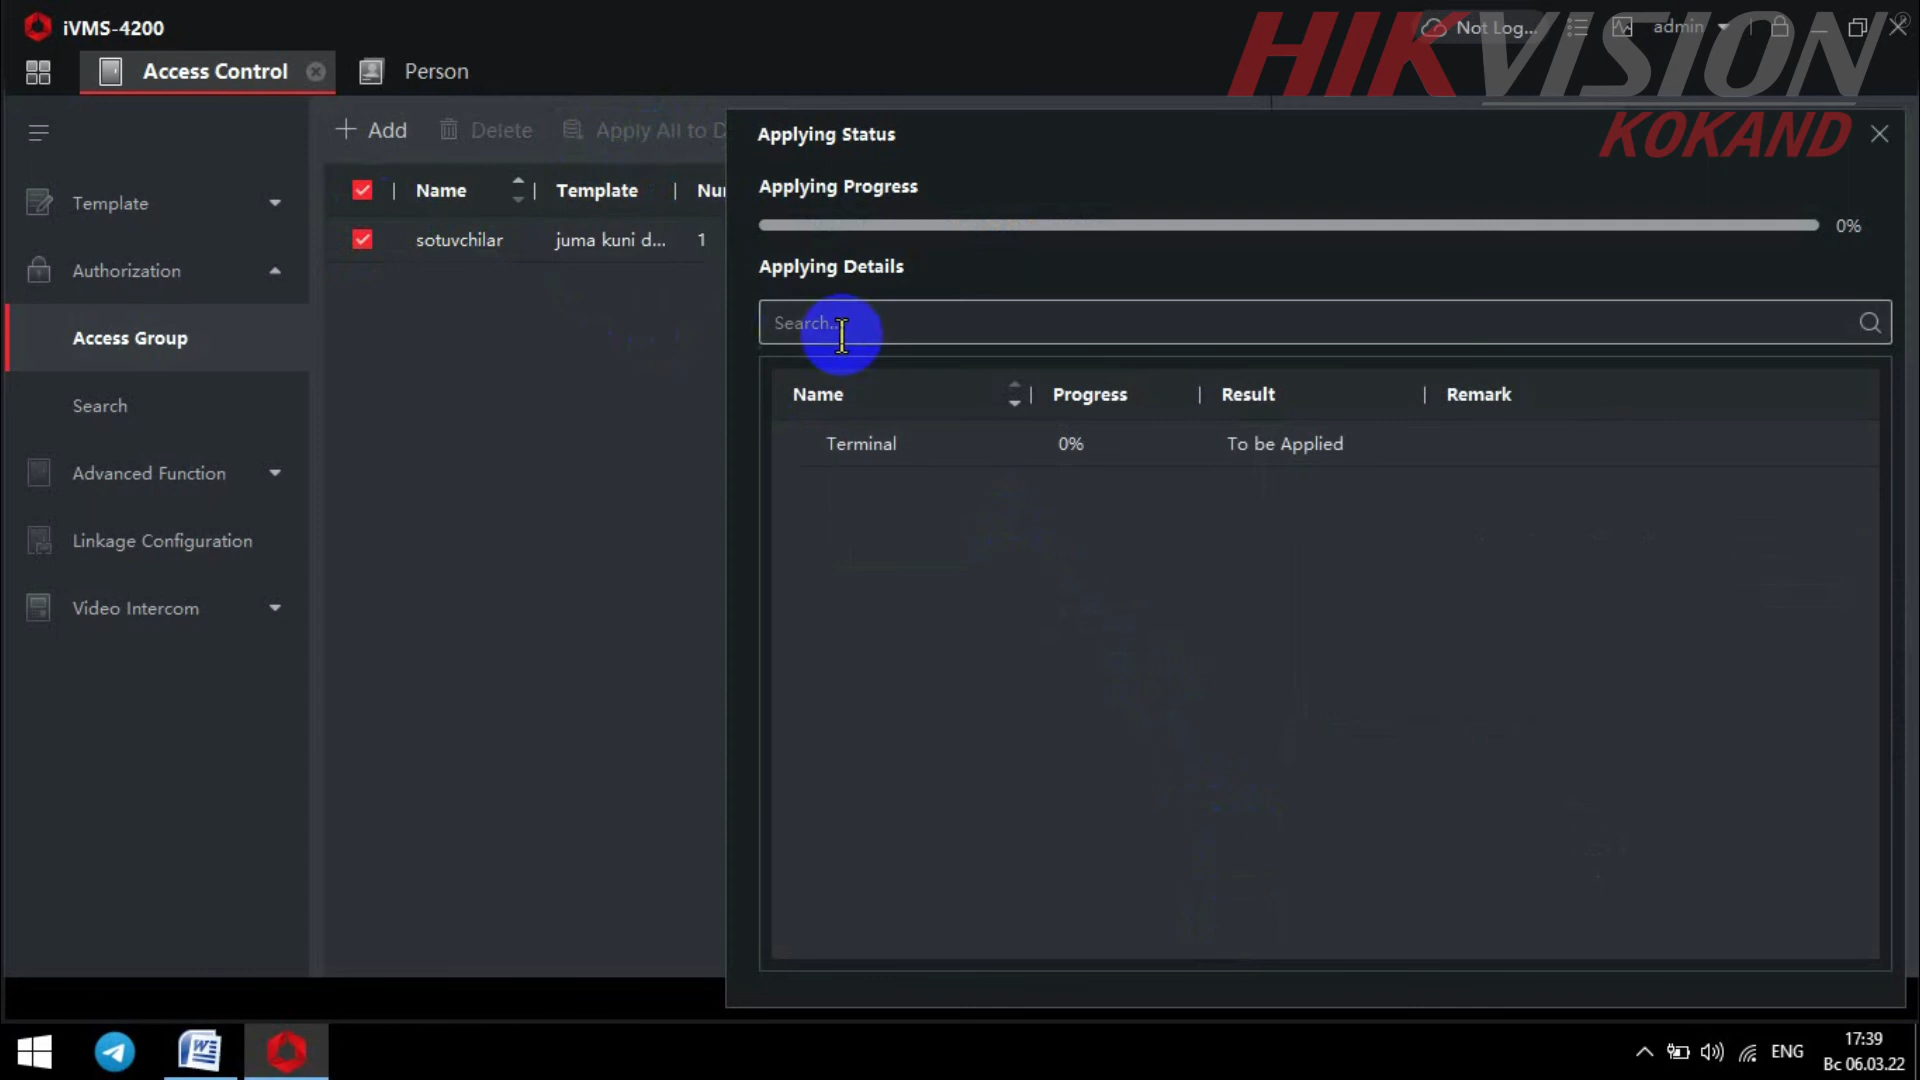 iVMS-4200
Not Log...
admin
HIKVISION
KOKAND
Access Control
Person
Add
Delete
Apply All to D
Template
Authorization
Access Group
Search
Advanced Function
Linkage Configuration
Video Intercom
Name
Template
Nu
sotuvchilar
juma kuni d...
1
Applying Status
Applying Progress
0%
Applying Details
Search...
Name
Progress
Result
Remark
Terminal
0%
To be Applied
ENG
17:39
Вс 06.03.22